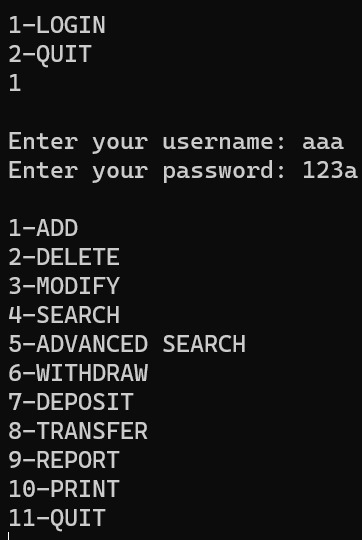 1-LOGIN
2-QUIT
1
Enter your username: aaa
Enter your password: 123a
1-ADD
2-DELETE
3-MODIFY
4-SEARCH
5-ADVANCED SEARCH
6-WITHDRAW
7-DEPOSIT
8-TRANSFER
9-REPORT
10-PRINT
11-QUIT